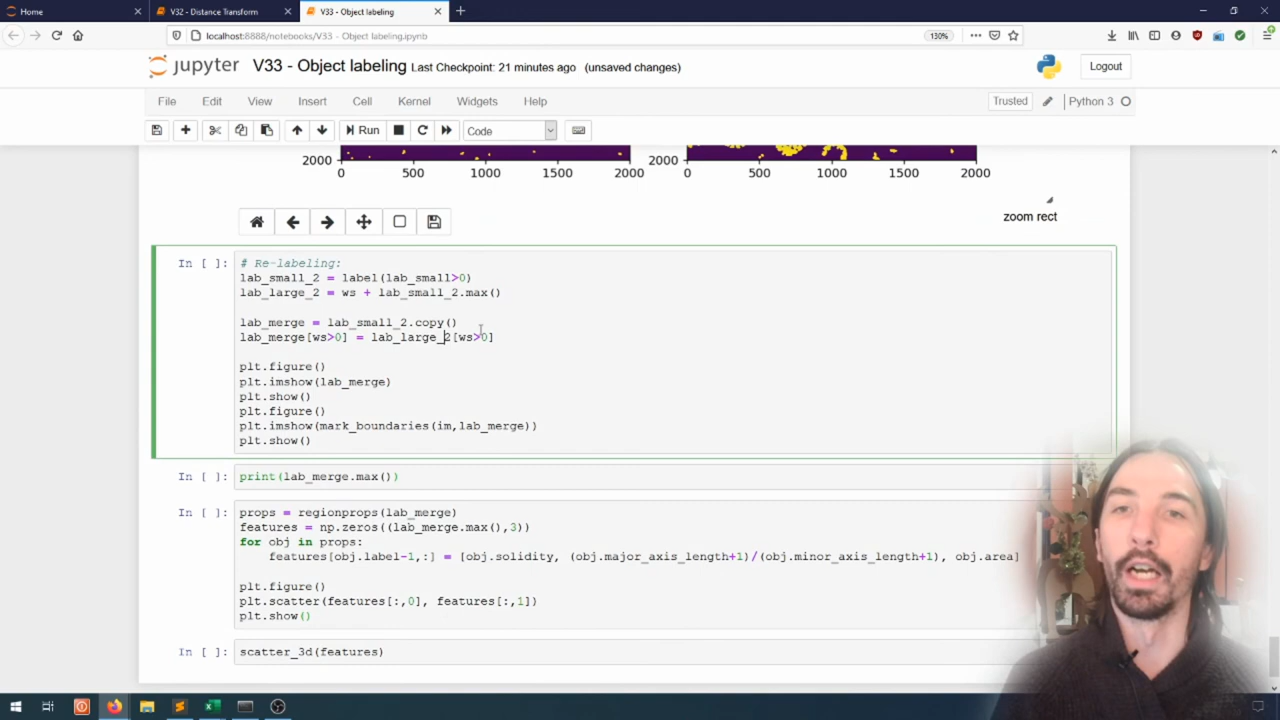 Home
V32 - Distance Transform
V33 - Object labeling
localhost:8888/notebooks/V33 - Object labeling.ipynb
130%
jupyter V33 - Object labeling Last Checkpoint: 21 minutes ago (unsaved changes)
Logout
File Edit View Insert Cell Kernel Widgets Help
Trusted Python 3
Run Code
2000 2000
0 500 1000 1500 2000 0 500 1000 1500 2000
zoom rect
In [ ]: # Re-labeling:
lab_small_2 = label(lab_small>0)
lab_large_2 = ws + lab_small_2.max()
lab_merge = lab_small_2.copy()
lab_merge[ws>0] = lab_large_2[ws>0]
plt.figure()
plt.imshow(lab_merge)
plt.show()
plt.figure()
plt.imshow(mark_boundaries(im,lab_merge))
plt.show()
In [ ]: print(lab_merge.max())
In [ ]: props = regionprops(lab_merge)
features = np.zeros((lab_merge.max(),3))
for obj in props:
features[obj.label-1,:] = [obj.solidity, (obj.major_axis_length+1)/(obj.minor_axis_length+1), obj.area]
plt.figure()
plt.scatter(features[:,0], features[:,1])
plt.show()
In [ ]: scatter_3d(features)